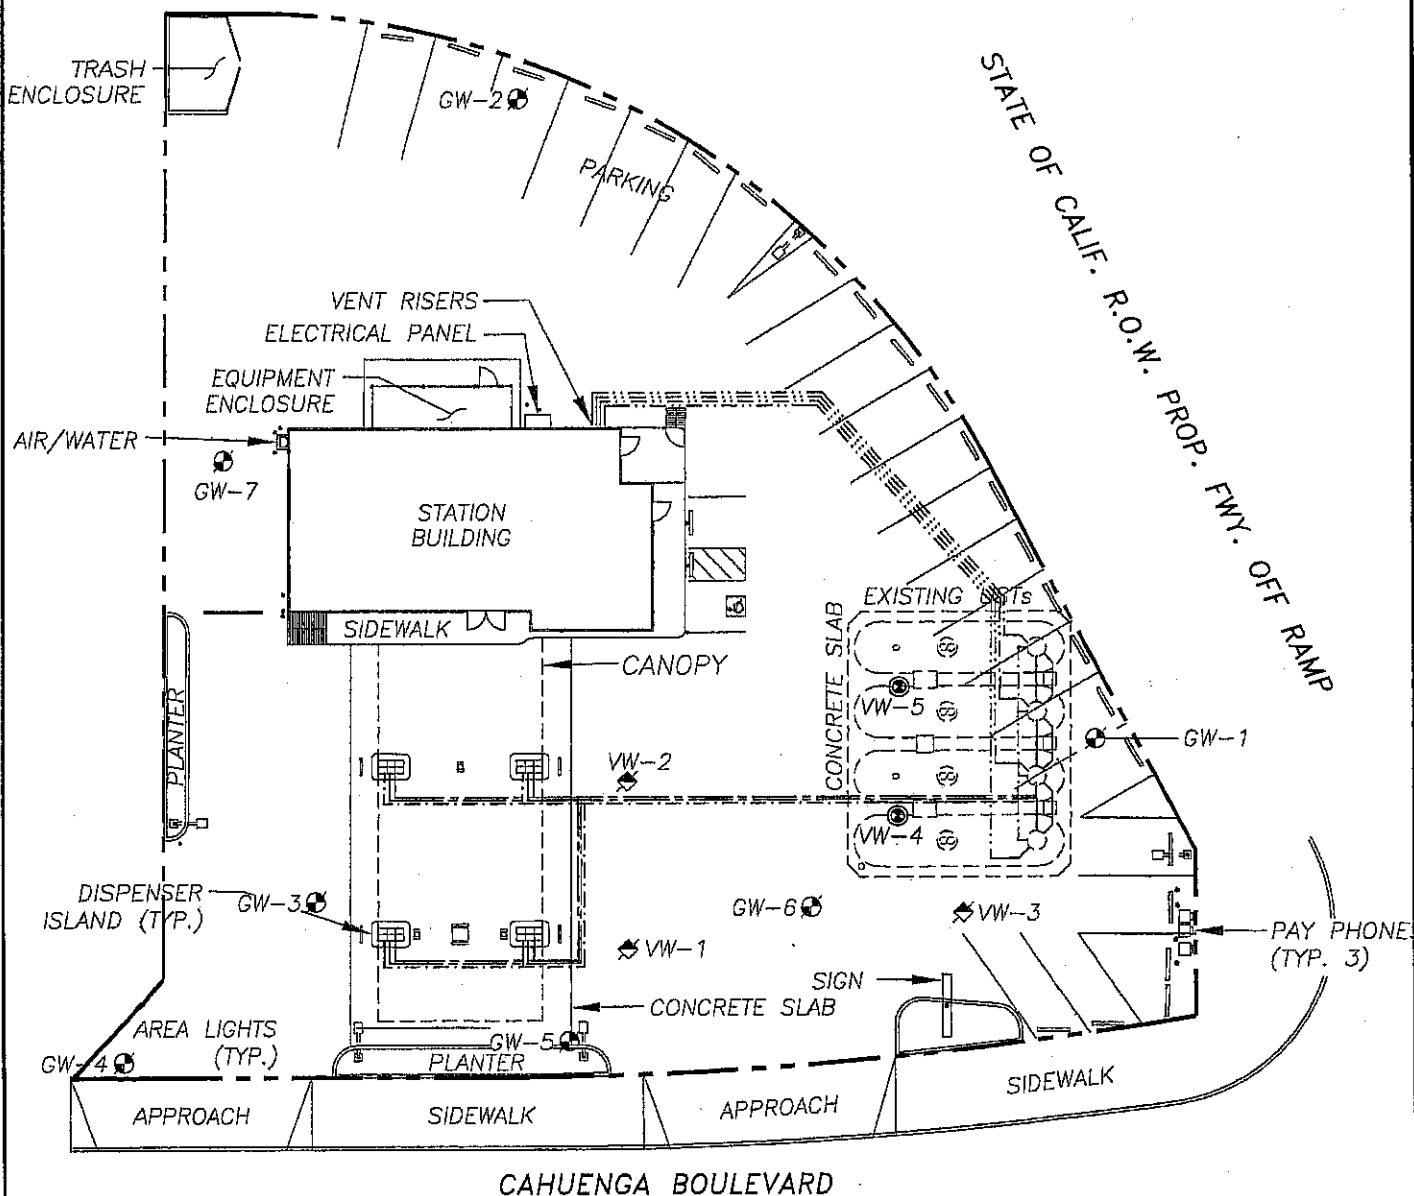 TRASH
ENCLOSURE
GW-2
PARKING
STATE OF CALIF. R.O.W. PROP. FWY. OFF RAMP
VENT RISERS
ELECTRICAL PANEL
EQUIPMENT
ENCLOSURE
AIR/WATER
GW-7
STATION
BUILDING
SIDEWALK
CANOPY
EXISTING USTs
CONCRETE SLAB
PLANTER
VW-5
GW-1
VW-2
VW-4
DISPENSER
ISLAND (TYP.)
GW-3
GW-6
VW-3
VW-1
PAY PHONE
(TYP. 3)
SIGN
CONCRETE SLAB
AREA LIGHTS
(TYP.)
GW-4
GW-5
PLANTER
APPROACH
SIDEWALK
APPROACH
SIDEWALK
CAHUENGA BOULEVARD